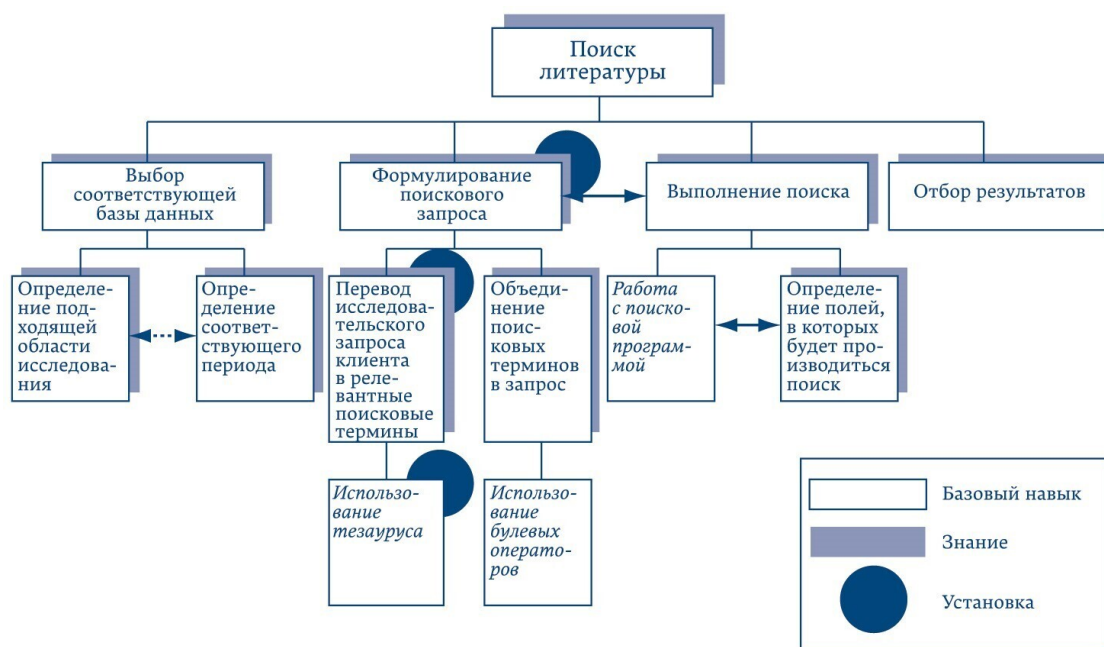 Поиск
литературы
Выбор
соответствующей
базы данных
Формулирование
поискового
запроса
Выполнение поиска
Отбор результатов
Определе-
ние под-
ходящей
области
исследова-
ния
Опре-
деление
соответ-
ствующего
периода
Перевод
исследова-
тельского
запроса
клиента
в реле-
вантные
поисковые
термины
Объеди-
нение
поис-
ковых
терминов
в запрос
Работа
с поиско-
вой
програм-
мой
Определе-
ние полей,
в которых
будет про-
изводиться
поиск
Использо-
вание
тезауруса
Использо-
вание
булевых
операто-
ров
Базовый навык
Знание
Установка